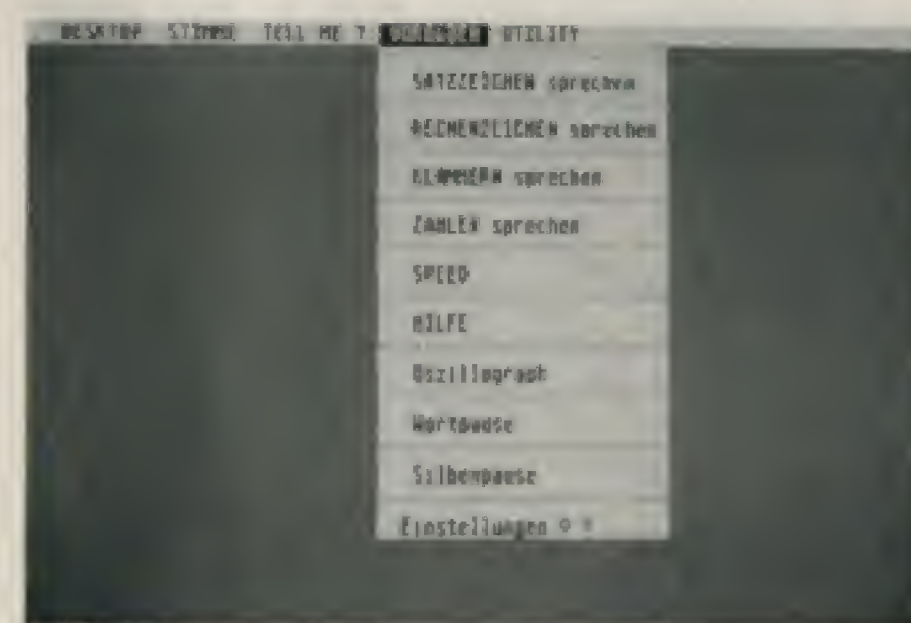 DESKTOP STIMME TELL ME ? VORGABEN UTILITY
SATZZEICHEN sprechen
RECHENZEICHEN sprechen
KLAMMERN sprechen
ZAHLEN sprechen
SPEED
HILFE
Oszillograph
Wortpause
Silbenpause
Einstellungen ? !